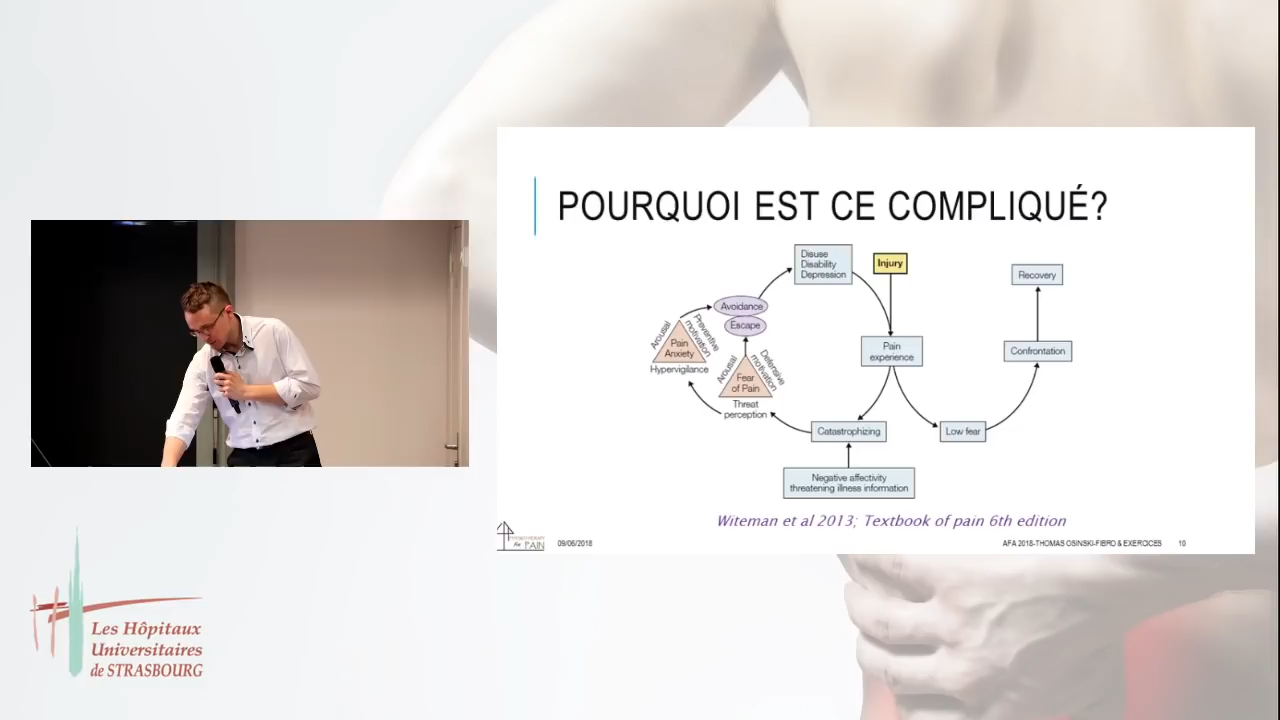 POURQUOI EST CE COMPLIQUÉ?
Disuse
Disability
Depression
Injury
Recovery
Avoidance
Escape
Arousal
Preventive
motivation
Pain
Anxiety
Hypervigilance
Arousal
Defensive
motivation
Fear
of Pain
Threat
perception
Pain
experience
Confrontation
Catastrophizing
Low fear
Negative affectivity
threatening illness information
Witeman et al 2013; Textbook of pain 6th edition
PAIN
09/06/2018
AFA 2018-THOMAS OSINSKI-FIBRO & EXERCICES
10
Les Hôpitaux
Universitaires
de STRASBOURG